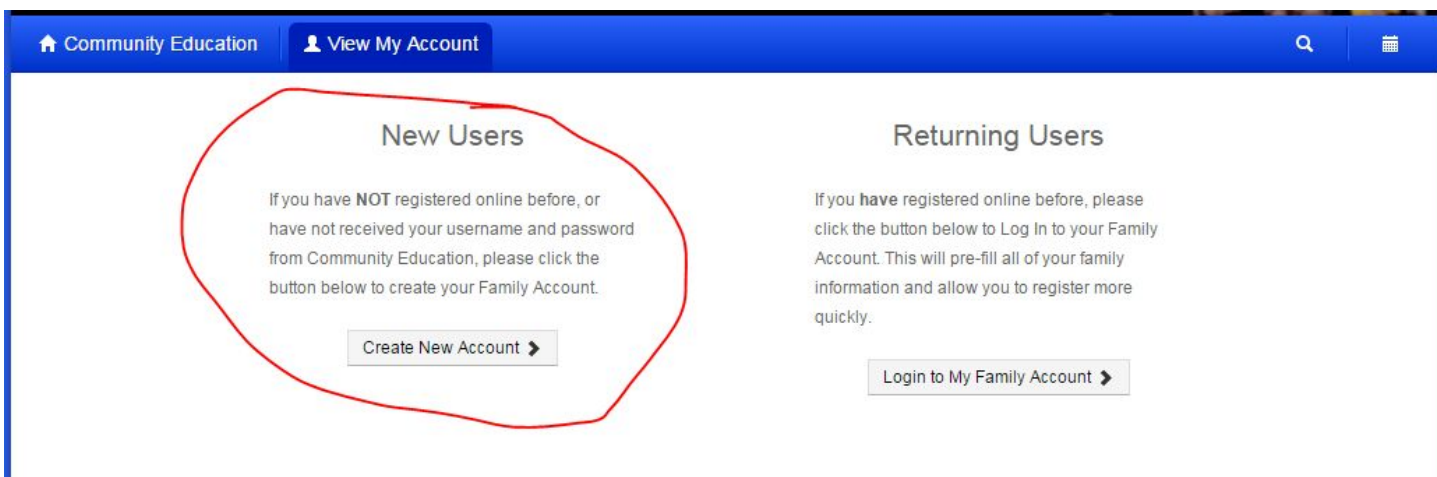 Community Education
View My Account
New Users
If you have NOT registered online before, or
have not received your username and password
from Community Education, please click the
button below to create your Family Account.
Create New Account
Returning Users
If you have registered online before, please
click the button below to Log In to your Family
Account. This will pre-fill all of your family
information and allow you to register more
quickly.
Login to My Family Account